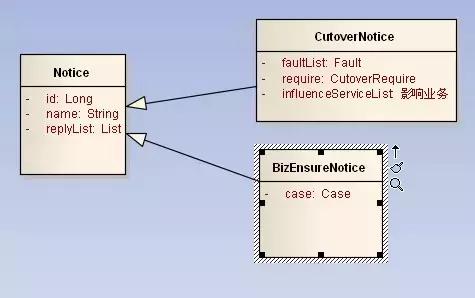 CutoverNotice
- faultList: Fault
- require: CutoverRequire
- influenceServiceList: 影响业务
Notice
- id: Long
- name: String
- replyList: List
BizEnsureNotice
- case: Case